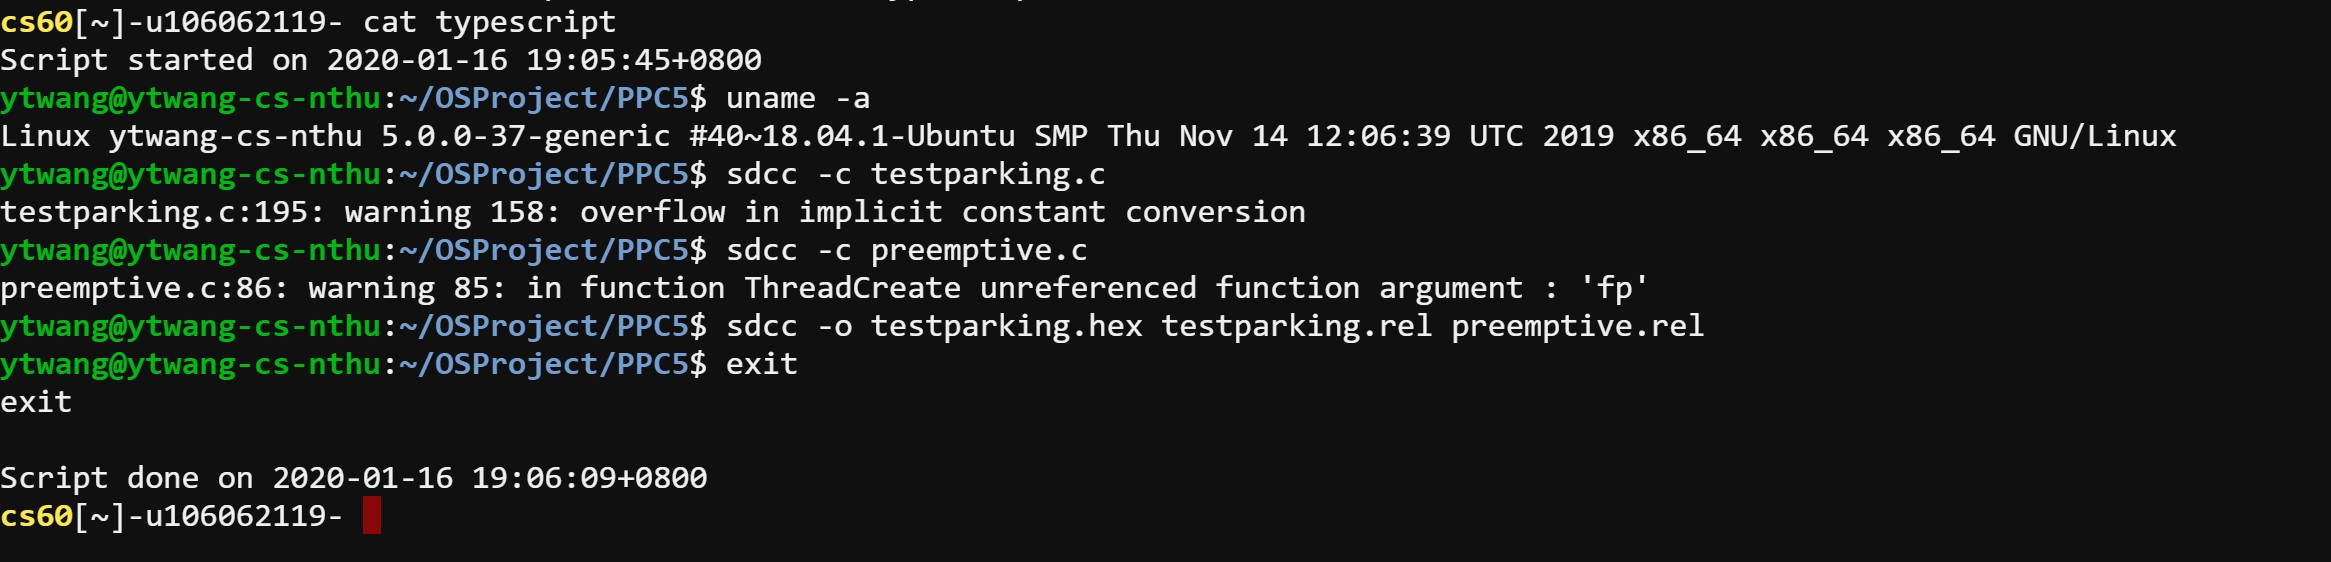 cs60[~]-u106062119- cat typescript
Script started on 2020-01-16 19:05:45+0800
ytwang@ytwang-cs-nthu:~/OSProject/PPC5$ uname -a
Linux ytwang-cs-nthu 5.0.0-37-generic #40~18.04.1-Ubuntu SMP Thu Nov 14 12:06:39 UTC 2019 x86_64 x86_64 x86_64 GNU/Linux
ytwang@ytwang-cs-nthu:~/OSProject/PPC5$ sdcc -c testparking.c
testparking.c:195: warning 158: overflow in implicit constant conversion
ytwang@ytwang-cs-nthu:~/OSProject/PPC5$ sdcc -c preemptive.c
preemptive.c:86: warning 85: in function ThreadCreate unreferenced function argument : 'fp'
ytwang@ytwang-cs-nthu:~/OSProject/PPC5$ sdcc -o testparking.hex testparking.rel preemptive.rel
ytwang@ytwang-cs-nthu:~/OSProject/PPC5$ exit
exit

Script done on 2020-01-16 19:06:09+0800
cs60[~]-u106062119-